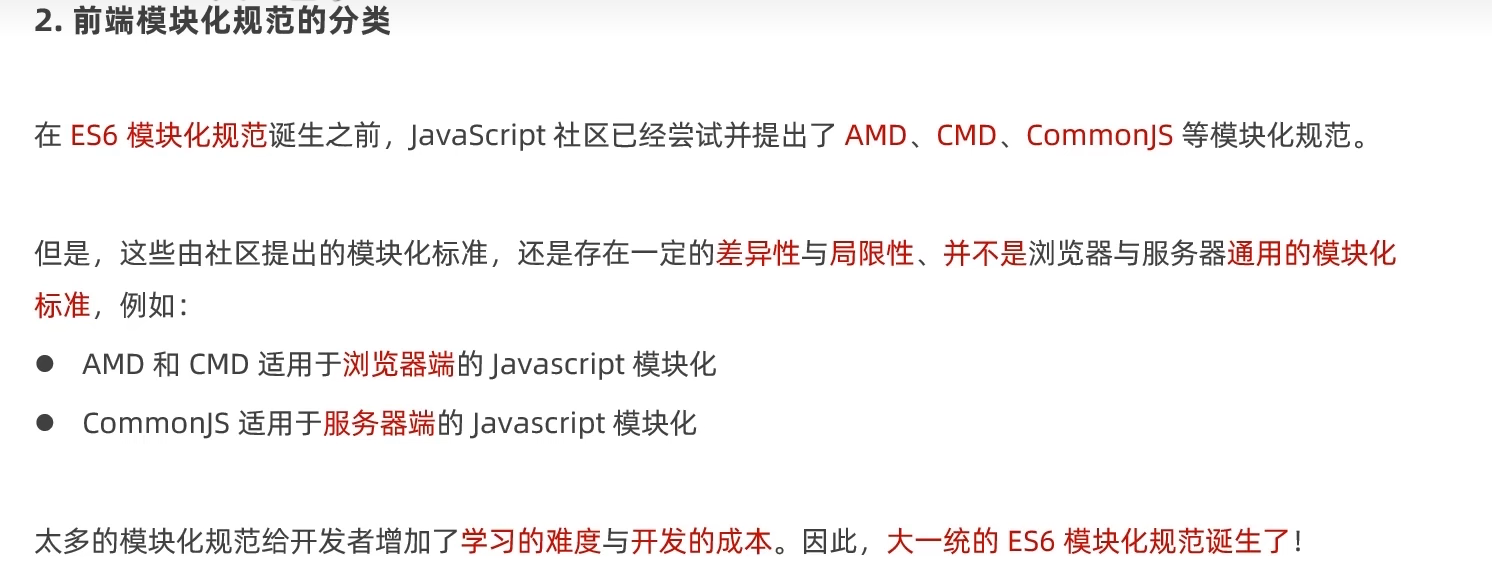 2. 前端模块化规范的分类
在 ES6 模块化规范诞生之前，JavaScript 社区已经尝试并提出了 AMD、CMD、CommonJS 等模块化规范。
但是，这些由社区提出的模块化标准，还是存在一定的差异性与局限性、并不是浏览器与服务器通用的模块化
标准，例如：
● AMD 和 CMD 适用于浏览器端的 Javascript 模块化
● CommonJS 适用于服务器端的 Javascript 模块化
太多的模块化规范给开发者增加了学习的难度与开发的成本。因此，大一统的 ES6 模块化规范诞生了！